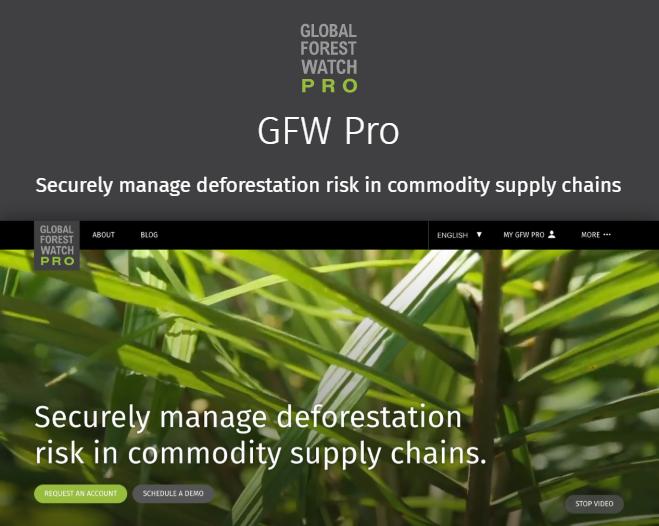 GLOBAL
FOREST
WATCH
PRO
GFW Pro
Securely manage deforestation risk in commodity supply chains
GLOBAL
FOREST
WATCH
PRO
ABOUT
BLOG
ENGLISH
MY GFW PRO
MORE
Securely manage deforestation
risk in commodity supply chains.
REQUEST AN ACCOUNT
SCHEDULE A DEMO
STOP VIDEO